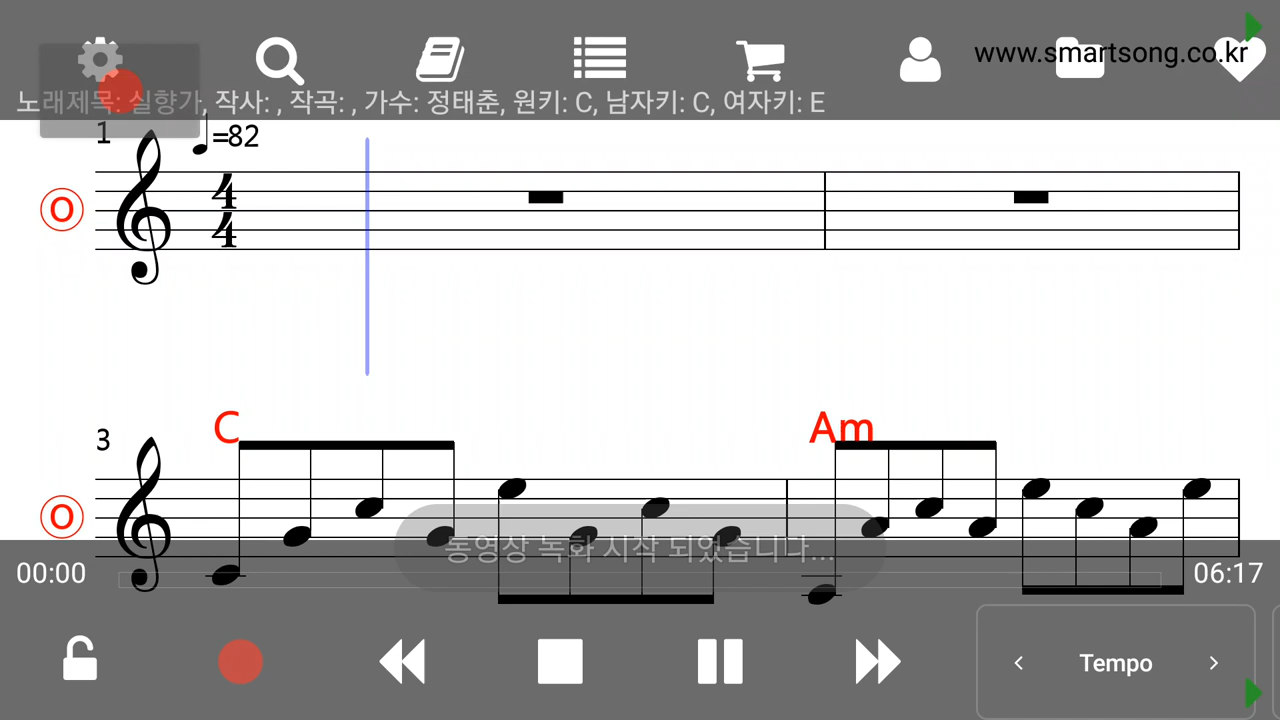 www.smartsong.co.kr
노래제목: 실향가, 작사: , 작곡: , 가수: 정태춘, 원키: C, 남자키: C, 여자키: E
1
=82
4
4
O
C
Am
3
O
동영상 녹화 시작 되었습니다...
00:00
06:17
Tempo